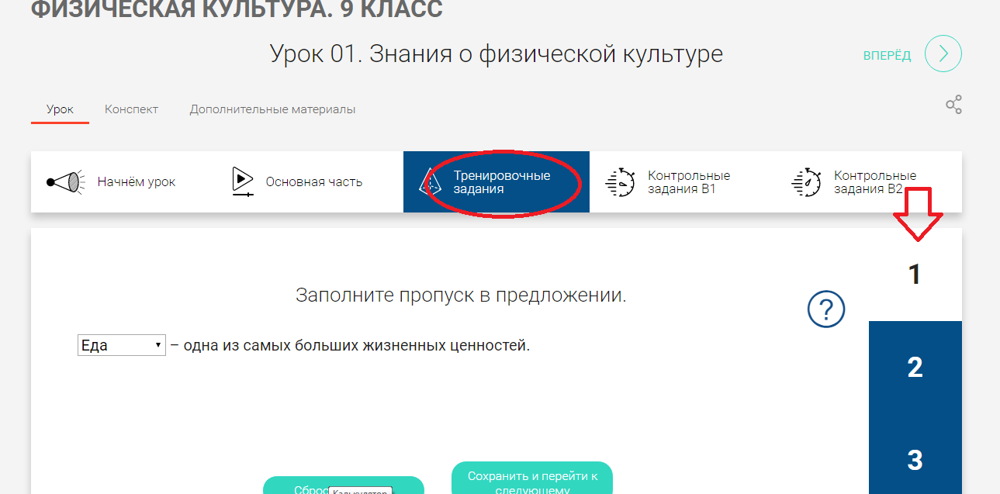 ФИЗИЧЕСКАЯ КУЛЬТУРА. 9 КЛАСС
Урок 01. Знания о физической культуре
ВПЕРЁД
Урок
Конспект
Дополнительные материалы
Начнём урок
Основная часть
Тренировочные
задания
Контрольные
задания В1
Контрольные
задания В2
1
Заполните пропуск в предложении.
?
Еда – одна из самых больших жизненных ценностей.
2
3
Сохранить и перейти к
следующему
Сброс
Калькулятор